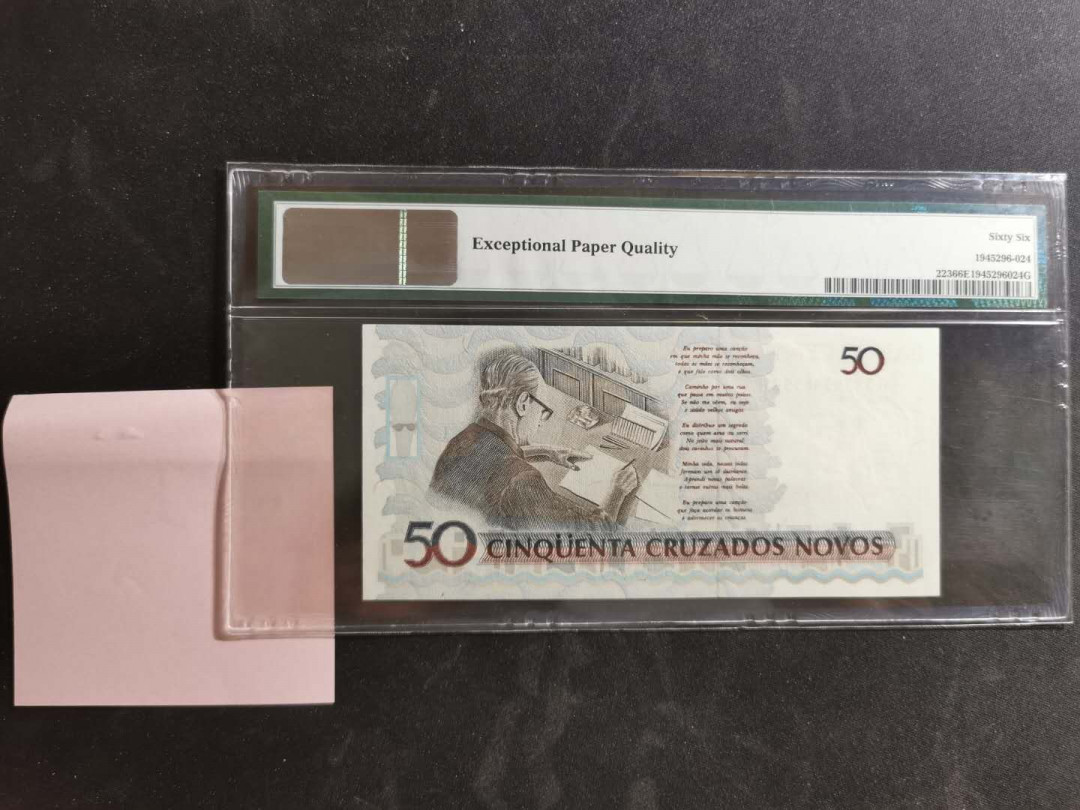 Exceptional Paper Quality
Sixty Six
1945296-024
22366E1945296024G
50
Eu preparo uma canção
em que minha mãe se reconheça,
todas as mães se reconheçam,
e que fale como dois olhos.
Caminho por uma rua
que passa em muitos países.
Se não me vêem, eu vejo
e saúdo velhos amigos.
Eu distribuo um segredo
como quem ama ou sorri.
No jeito mais natural
dois carinhos se procuram.
Minha vida, nossas vidas
formam um só diamante.
Aprendi novas palavras
e tornei outras mais belas.
Eu preparo uma canção
que faça acordar os homens
e adormecer as crianças
50 CINQÜENTA CRUZADOS NOVOS